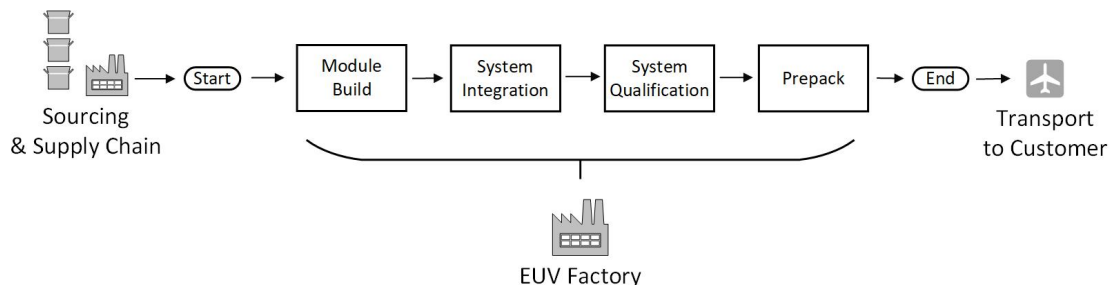 Sourcing
& Supply Chain
Start
Module
Build
System
Integration
System
Qualification
Prepack
End
Transport
to Customer
EUV Factory